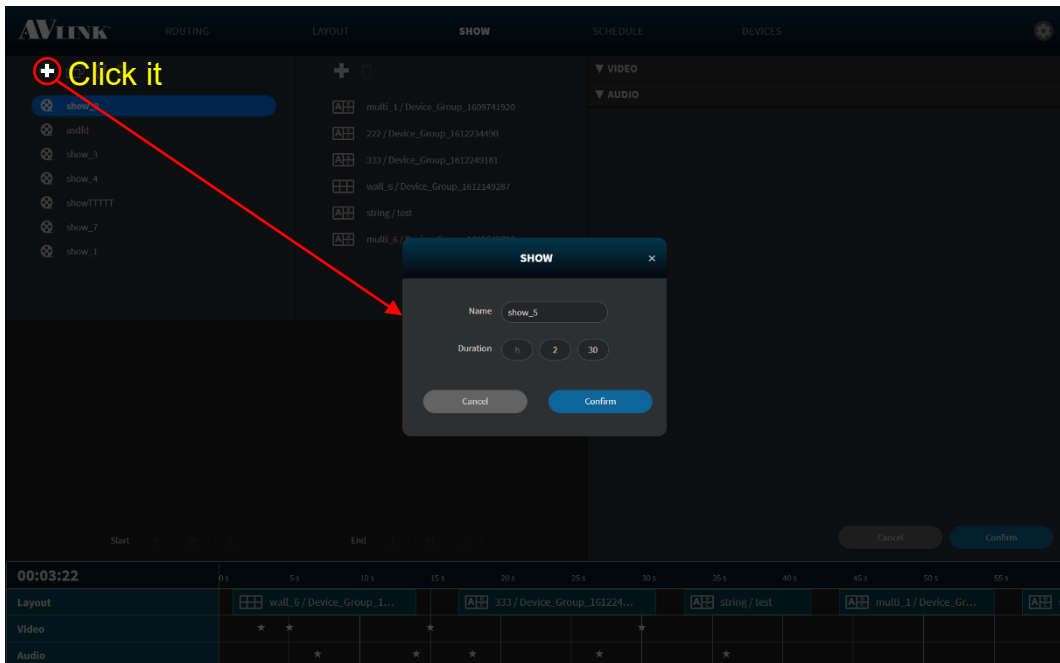 AVLINK ROUTING LAYOUT SHOW SCHEDULE DEVICES
Click it
▼ VIDEO
▼ AUDIO
asdfd
show_3
show_4
showTTTTT
show_7
show_1
multi_1 / Device_Group_1609741920
222 / Device_Group_1612234490
333 / Device_Group_1612249181
wall_6 / Device_Group_1612149287
string / test
multi_6 /
SHOW ×
Name show_5
Duration h 2 30
Cancel Confirm
Start End
Cancel Confirm
00:03:22 0 s 5 s 10 s 15 s 20 s 25 s 30 s 35 s 40 s 45 s 50 s 55 s
Layout wall_6 / Device_Group_1... 333 / Device_Group_161224... string / test multi_1 / Device_Gr...
Video
Audio